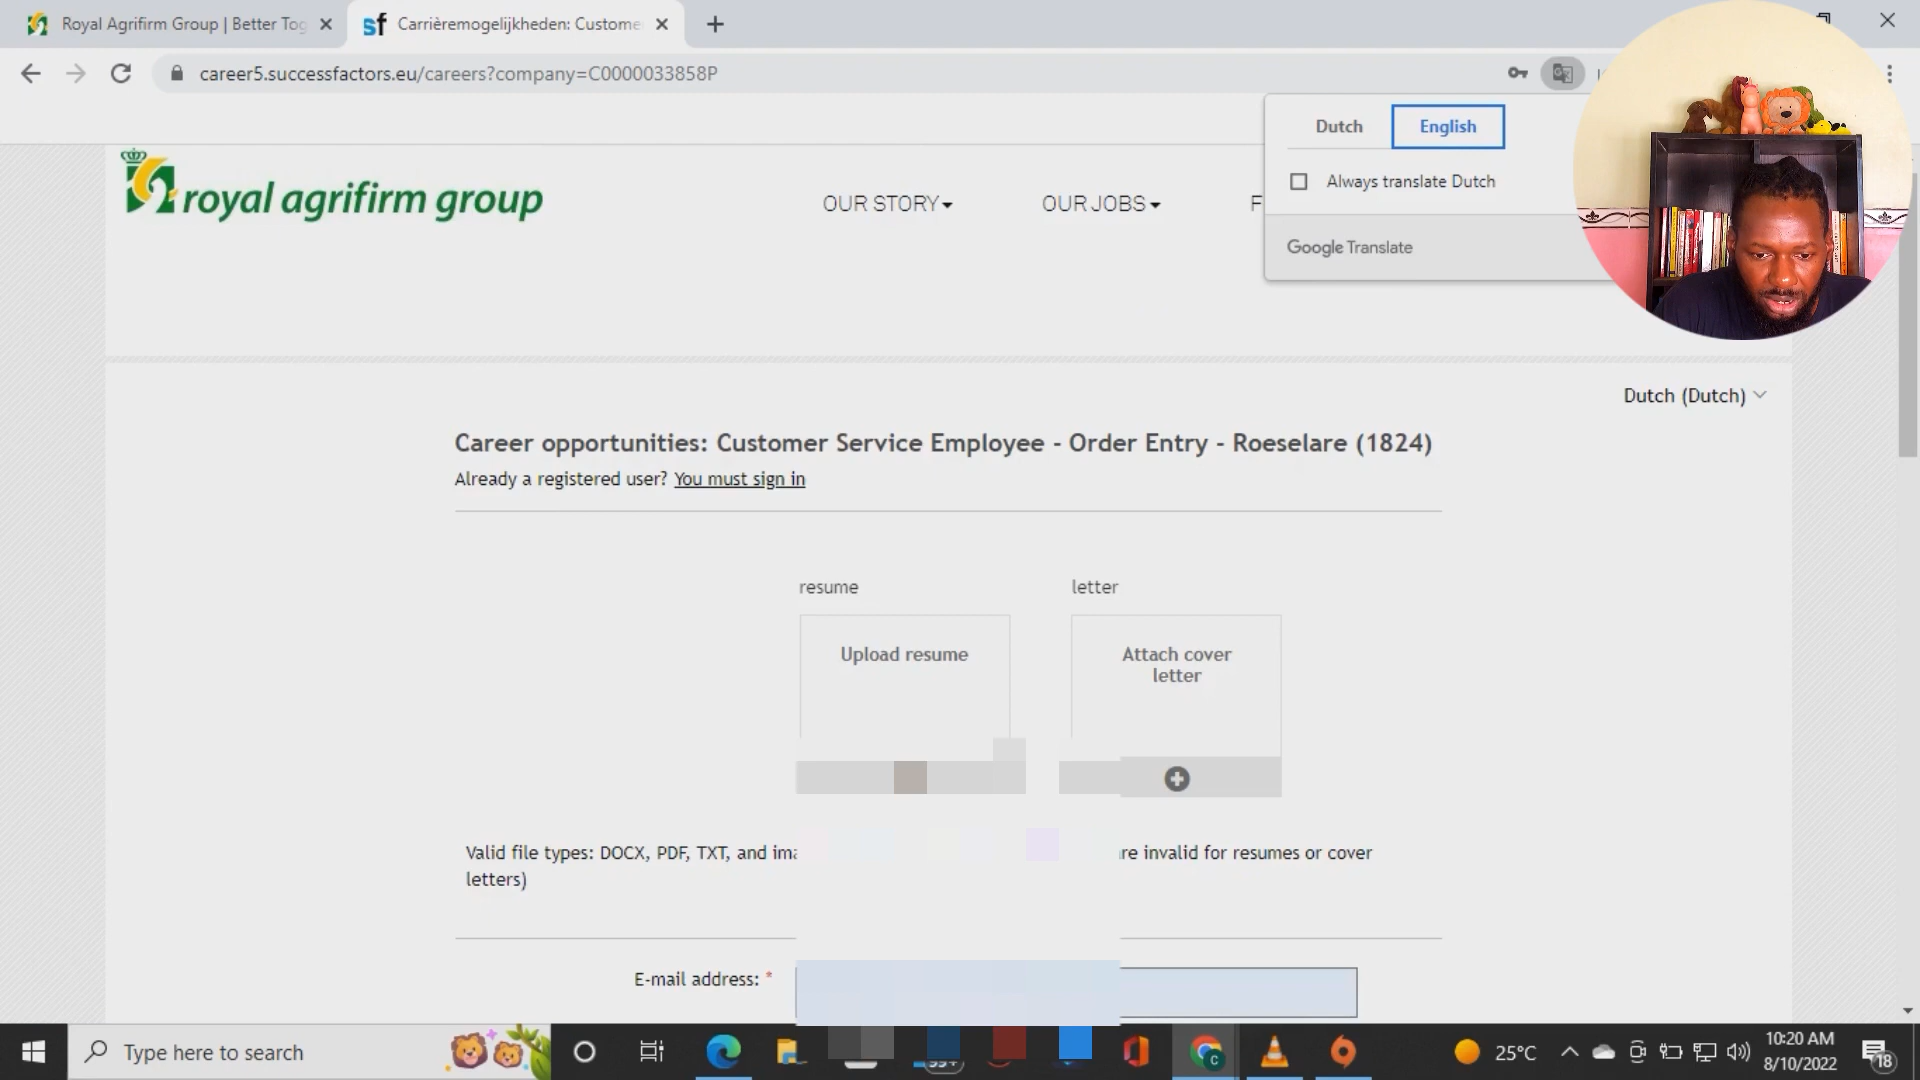 Royal Agrifirm Group | Better Tog
sf Carrièremogelijkheden: Custome
career5.successfactors.eu/careers?company=C0000033858P
Dutch English
Always translate Dutch
Google Translate
royal agrifirm group
OUR STORY OUR JOBS F
Dutch (Dutch)
Career opportunities: Customer Service Employee - Order Entry - Roeselare (1824)
Already a registered user? You must sign in
resume letter
Upload resume Attach cover
letter
Valid file types: DOCX, PDF, TXT, and ima re invalid for resumes or cover
letters)
E-mail address: *
Type here to search 99+ C 25°C 10:20 AM
8/10/2022 18